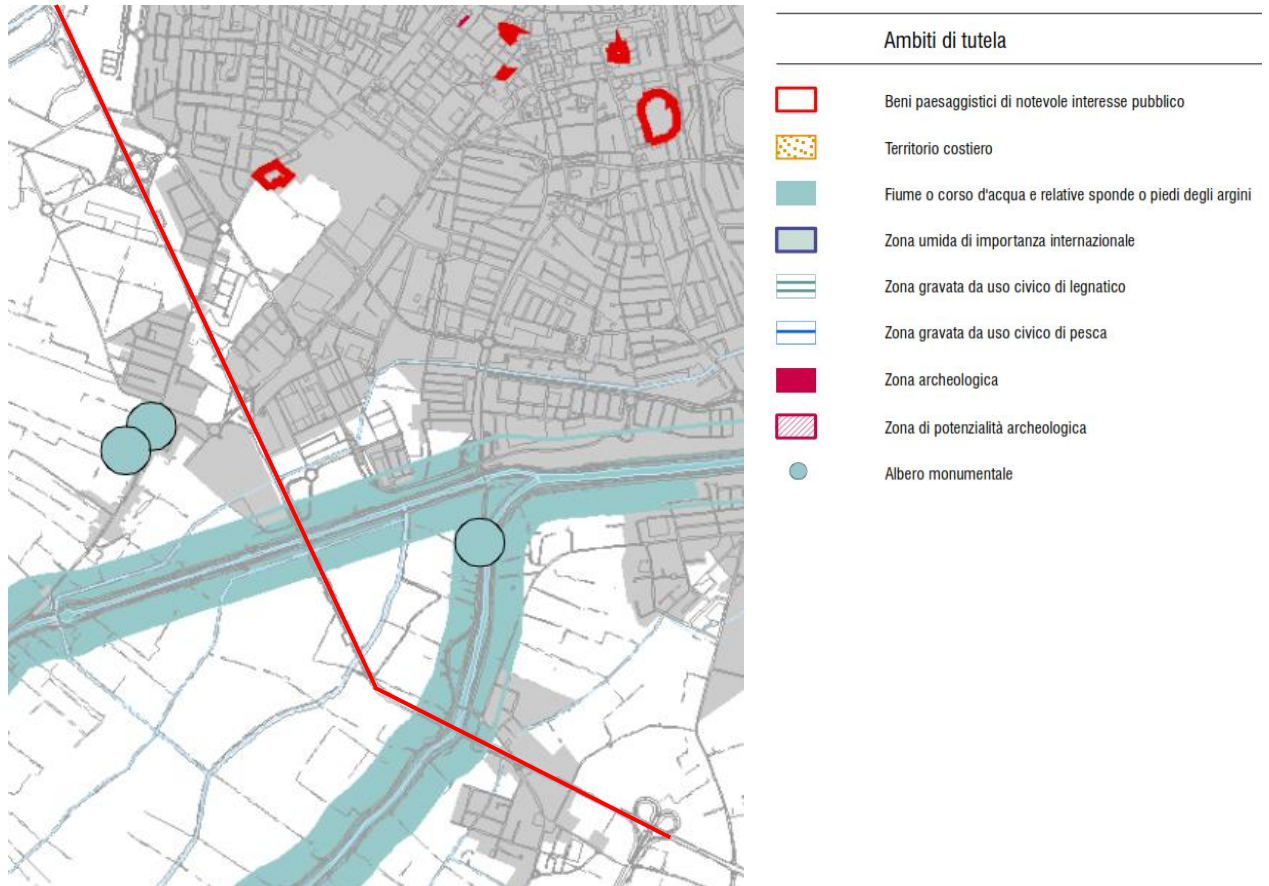 Ambiti di tutela
Beni paesaggistici di notevole interesse pubblico
Territorio costiero
Fiume o corso d'acqua e relative sponde o piedi degli argini
Zona umida di importanza internazionale
Zona gravata da uso civico di legnatico
Zona gravata da uso civico di pesca
Zona archeologica
Zona di potenzialità archeologica
Albero monumentale